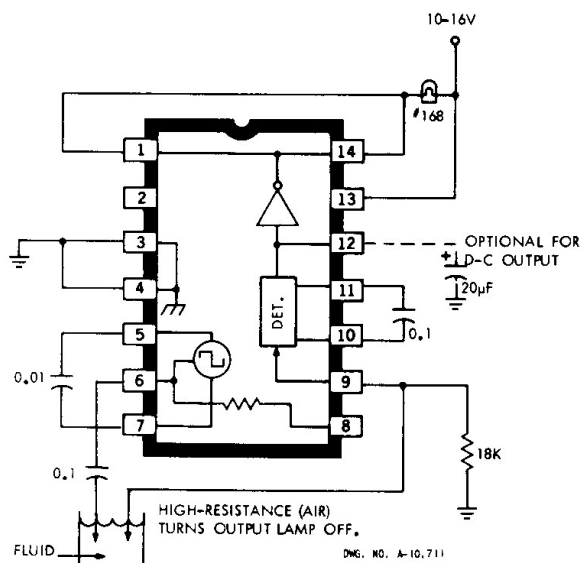 10-16V
#168
1
14
2
13
3
12
OPTIONAL FOR
D-C OUTPUT
+
20µF
4
11
DET.
5
10
0.1
0.01
6
9
7
8
18K
0.1
HIGH-RESISTANCE (AIR)
TURNS OUTPUT LAMP OFF.
FLUID
DWG. NO. A-10,711